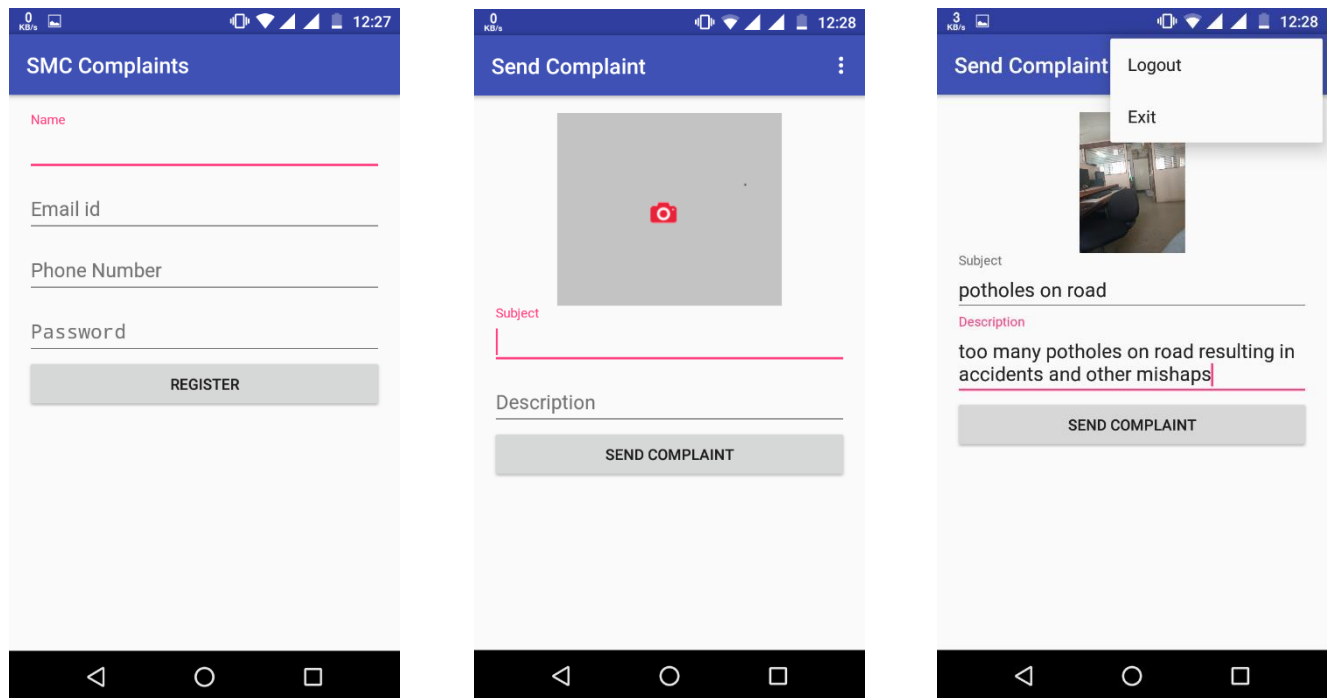 0
KB/s
12:27
SMC Complaints
Name
Email id
Phone Number
Password
REGISTER
0
KB/s
12:28
Send Complaint
Subject
Description
SEND COMPLAINT
3
KB/s
12:28
Send Complaint
Logout
Exit
Subject
potholes on road
Description
too many potholes on road resulting in
accidents and other mishaps
SEND COMPLAINT